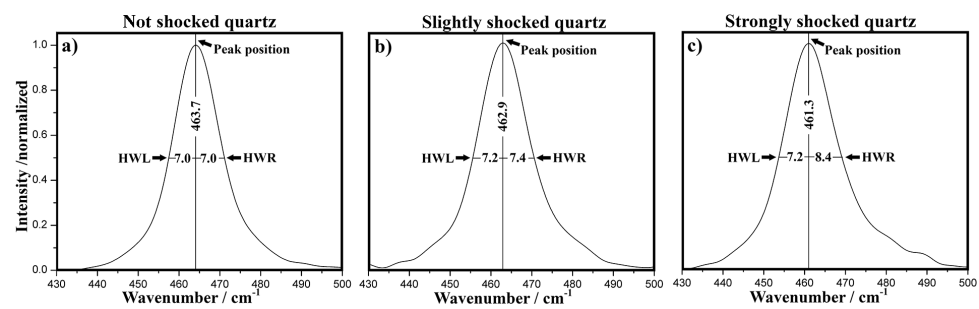 Not shocked quartz
Slightly shocked quartz
Strongly shocked quartz
Intensity /normalized
1.0
0.8
0.6
0.4
0.2
0.0
a)
Peak position
463.7
HWL
7.0
7.0
HWR
430 440 450 460 470 480 490 500
Wavenumber / cm⁻¹
b)
Peak position
462.9
HWL
7.2
7.4
HWR
430 440 450 460 470 480 490 500
Wavenumber / cm⁻¹
c)
Peak position
461.3
HWL
7.2
8.4
HWR
430 440 450 460 470 480 490 500
Wavenumber / cm⁻¹